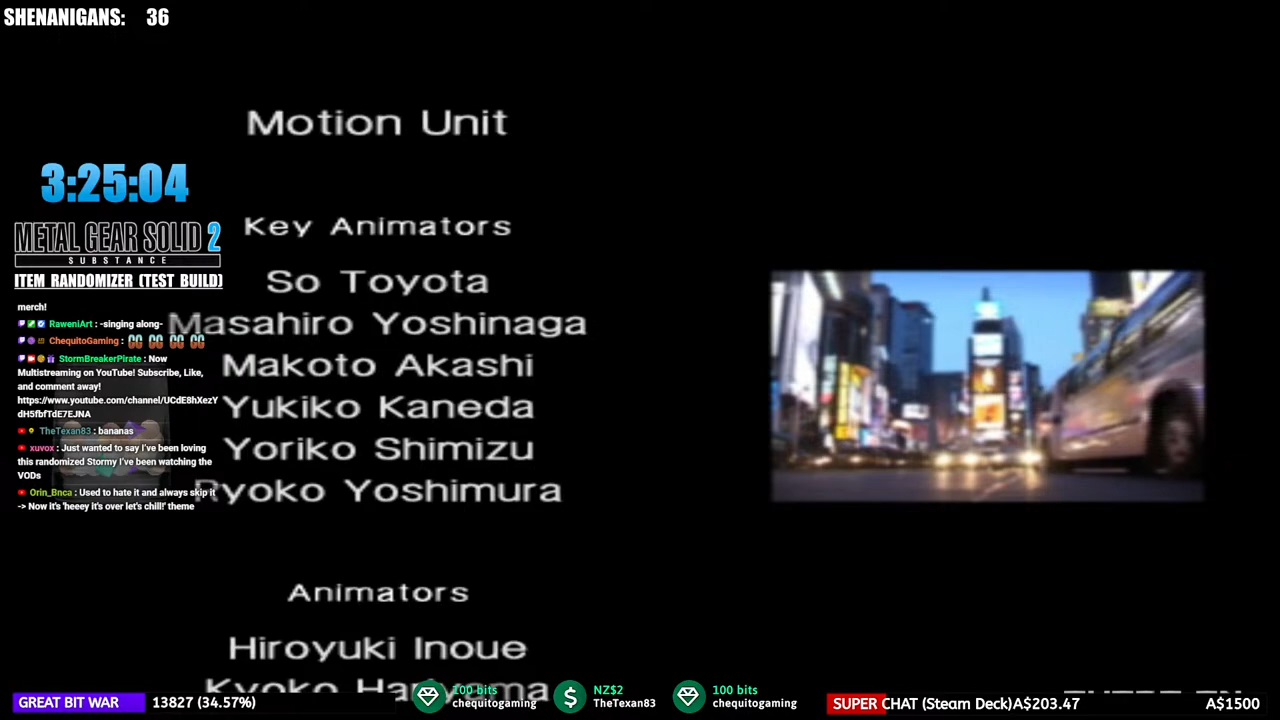 SHENANIGANS: 36
Motion Unit
3:25:04
Key Animators
METAL GEAR SOLID 2
SUBSTANCE
ITEM RANDOMIZER (TEST BUILD)
So Toyota
Masahiro Yoshinaga
Makoto Akashi
Yukiko Kaneda
Yoriko Shimizu
Ryoko Yoshimura
merch!
RaweniArt : -singing along-
ChequitoGaming :
StormBreakerPirate : Now
Multistreaming on YouTube! Subscribe, Like,
and comment away!
https://www.youtube.com/channel/UCdE8hXezY
dH5fbfTdE7EJNA
TheTexan83 : bananas
xuvox : Just wanted to say I've been loving
this randomized Stormy I've been watching the
VODs
Orin_Bnca : Used to hate it and always skip it
-> Now it's 'heeey it's over let's chill!' theme
Animators
Hiroyuki Inoue
Kyoko Hariyama
GREAT BIT WAR 13827 (34.57%)
100 bits
chequitogaming
NZ$2
TheTexan83
100 bits
chequitogaming
SUPER CHAT (Steam Deck) A$203.47 A$1500